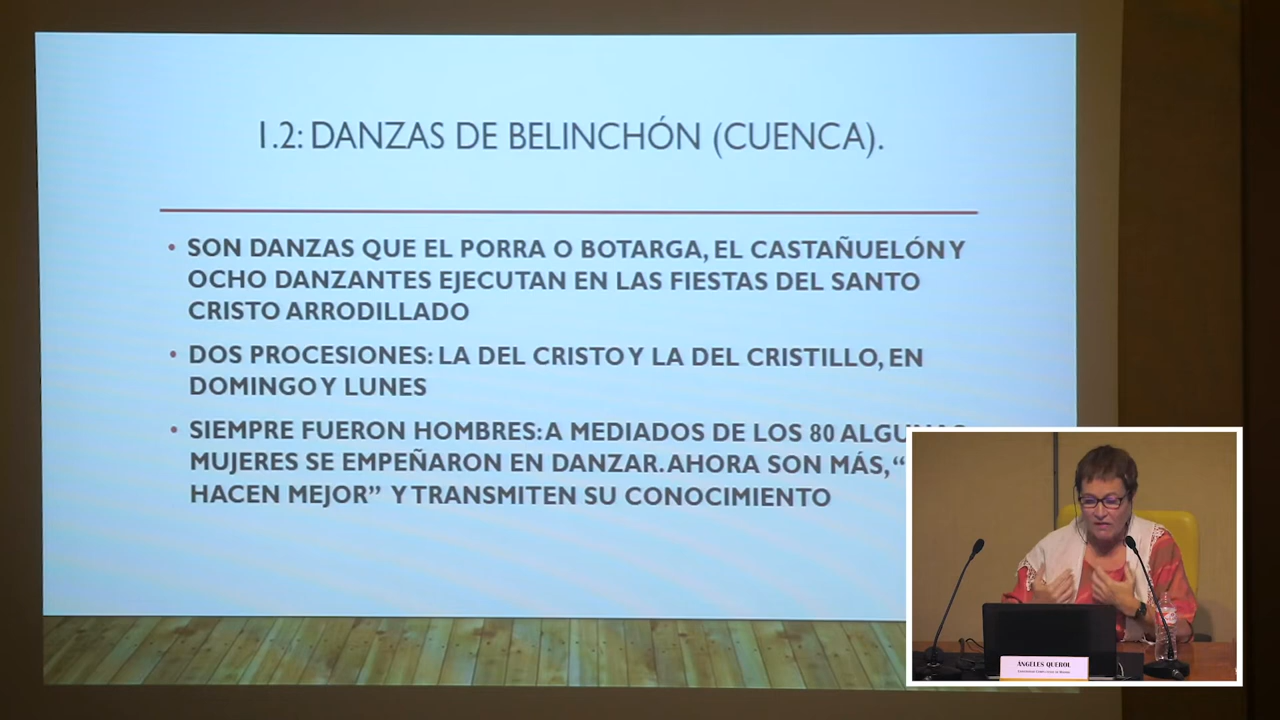 1.2: DANZAS DE BELINCHÓN (CUENCA).
• SON DANZAS QUE EL PORRA O BOTARGA, EL CASTAÑUELÓN Y
OCHO DANZANTES EJECUTAN EN LAS FIESTAS DEL SANTO
CRISTO ARRODILLADO
• DOS PROCESIONES: LA DEL CRISTO Y LA DEL CRISTILLO, EN
DOMINGO Y LUNES
• SIEMPRE FUERON HOMBRES: A MEDIADOS DE LOS 80
MUJERES SE EMPEÑARON EN DANZAR. AHORA SON MÁS, “
HACEN MEJOR” Y TRANSMITEN SU CONOCIMIENTO
ÁNGELES QUEROL